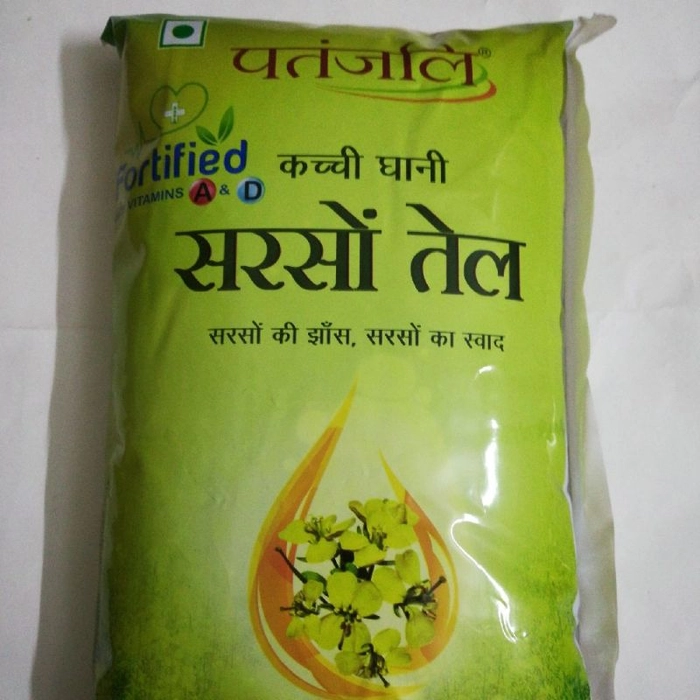 पतंजलि®
Fortified
VITAMINS A & D
कच्ची घानी
सरसों तेल
सरसों की झाँस, सरसों का स्वाद